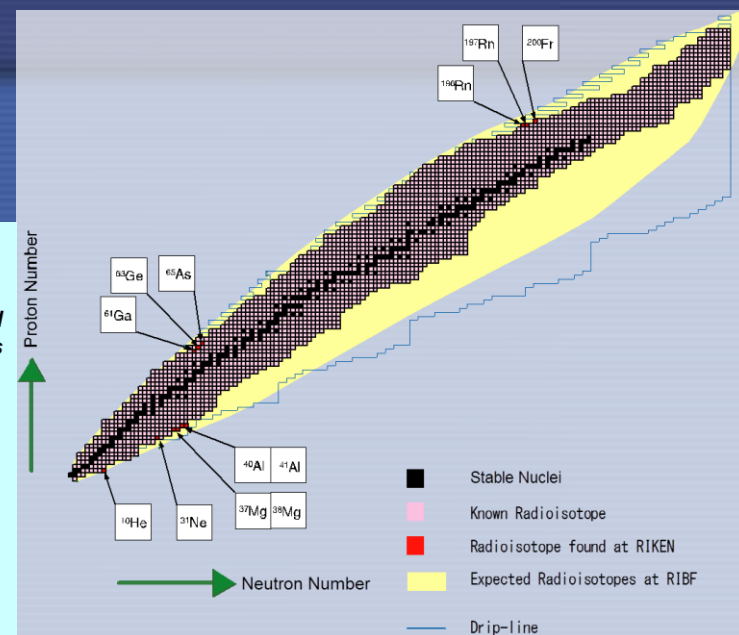 ¹⁹⁷Rn
²⁰⁰Fr
¹⁹⁶Rn
⁶³Ge
⁶⁵As
⁶¹Ga
Proton Number
⁴⁰Al
⁴¹Al
³⁷Mg
³⁸Mg
¹⁰He
³¹Ne
Neutron Number
Stable Nuclei
Known Radioisotope
Radioisotope found at RIKEN
Expected Radioisotopes at RIBF
Drip-line